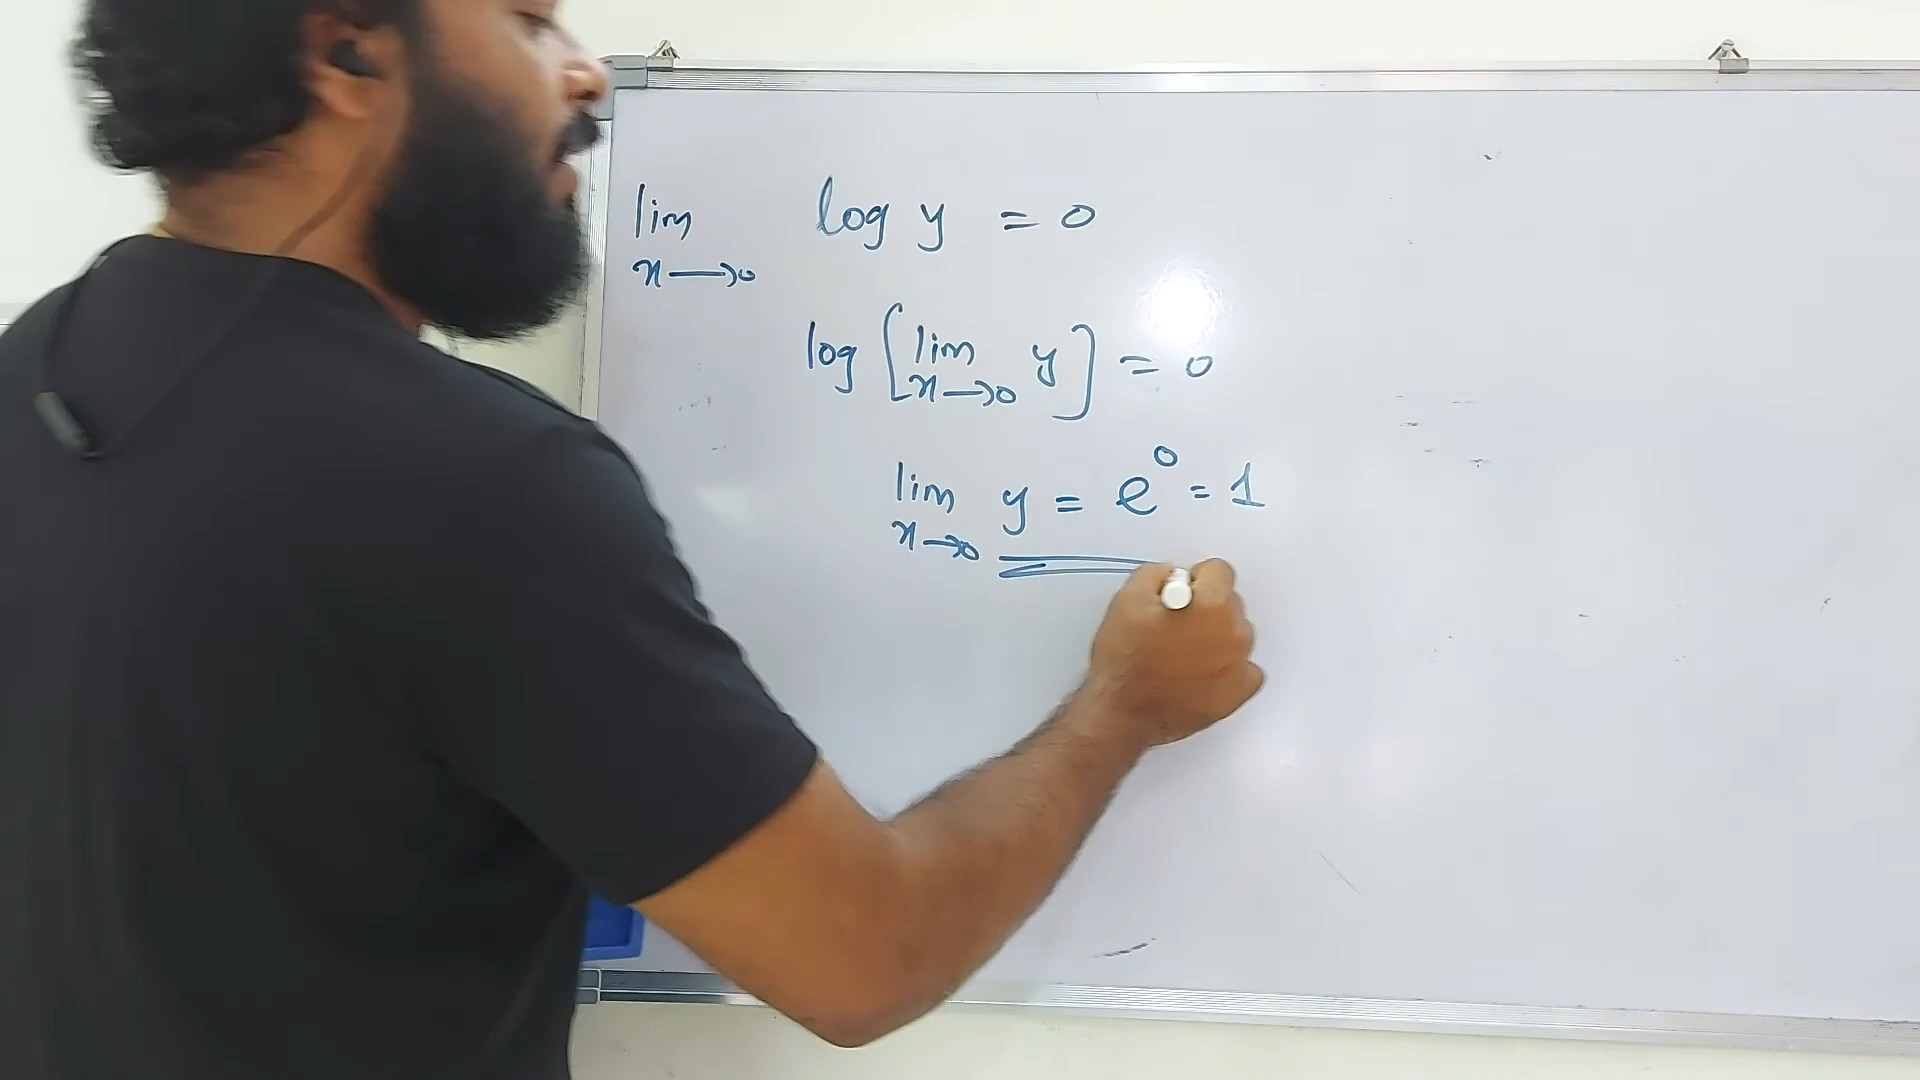 lim log y = 0
x→0
log [lim y] = 0
x→0
lim y = e⁰ = 1
x→0